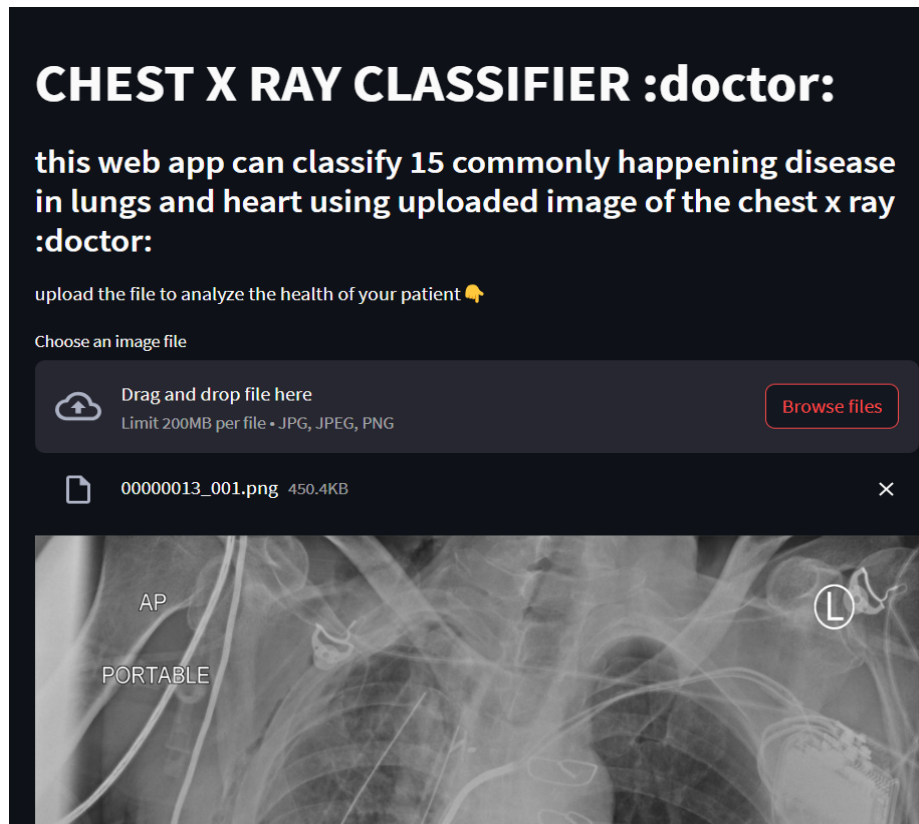 CHEST X RAY CLASSIFIER :doctor:
this web app can classify 15 commonly happening disease
in lungs and heart using uploaded image of the chest x ray
:doctor:
upload the file to analyze the health of your patient 👇
Choose an image file
Drag and drop file here
Limit 200MB per file • JPG, JPEG, PNG
Browse files
00000013_001.png 450.4KB
AP
L
PORTABLE